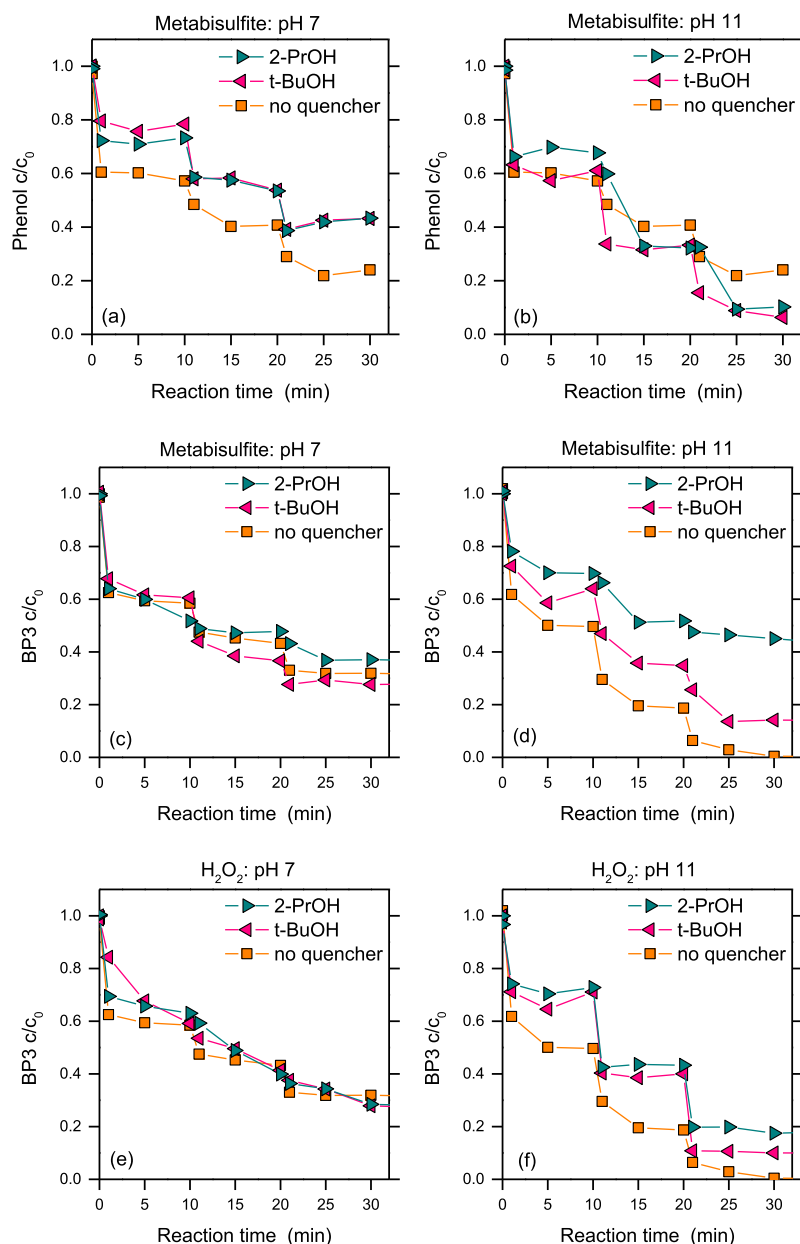 Metabisulfite: pH 7
1.0
0.8
0.6
0.4
0.2
0.0
Phenol c/c₀
2-PrOH
t-BuOH
no quencher
(a)
0 5 10 15 20 25 30
Reaction time (min)
Metabisulfite: pH 11
1.0
0.8
0.6
0.4
0.2
0.0
Phenol c/c₀
2-PrOH
t-BuOH
no quencher
(b)
0 5 10 15 20 25 30
Reaction time (min)
Metabisulfite: pH 7
1.0
0.8
0.6
0.4
0.2
0.0
BP3 c/c₀
2-PrOH
t-BuOH
no quencher
(c)
0 5 10 15 20 25 30
Reaction time (min)
Metabisulfite: pH 11
1.0
0.8
0.6
0.4
0.2
0.0
BP3 c/c₀
2-PrOH
t-BuOH
no quencher
(d)
0 5 10 15 20 25 30
Reaction time (min)
H₂O₂: pH 7
1.0
0.8
0.6
0.4
0.2
0.0
BP3 c/c₀
2-PrOH
t-BuOH
no quencher
(e)
0 5 10 15 20 25 30
Reaction time (min)
H₂O₂: pH 11
1.0
0.8
0.6
0.4
0.2
0.0
BP3 c/c₀
2-PrOH
t-BuOH
no quencher
(f)
0 5 10 15 20 25 30
Reaction time (min)